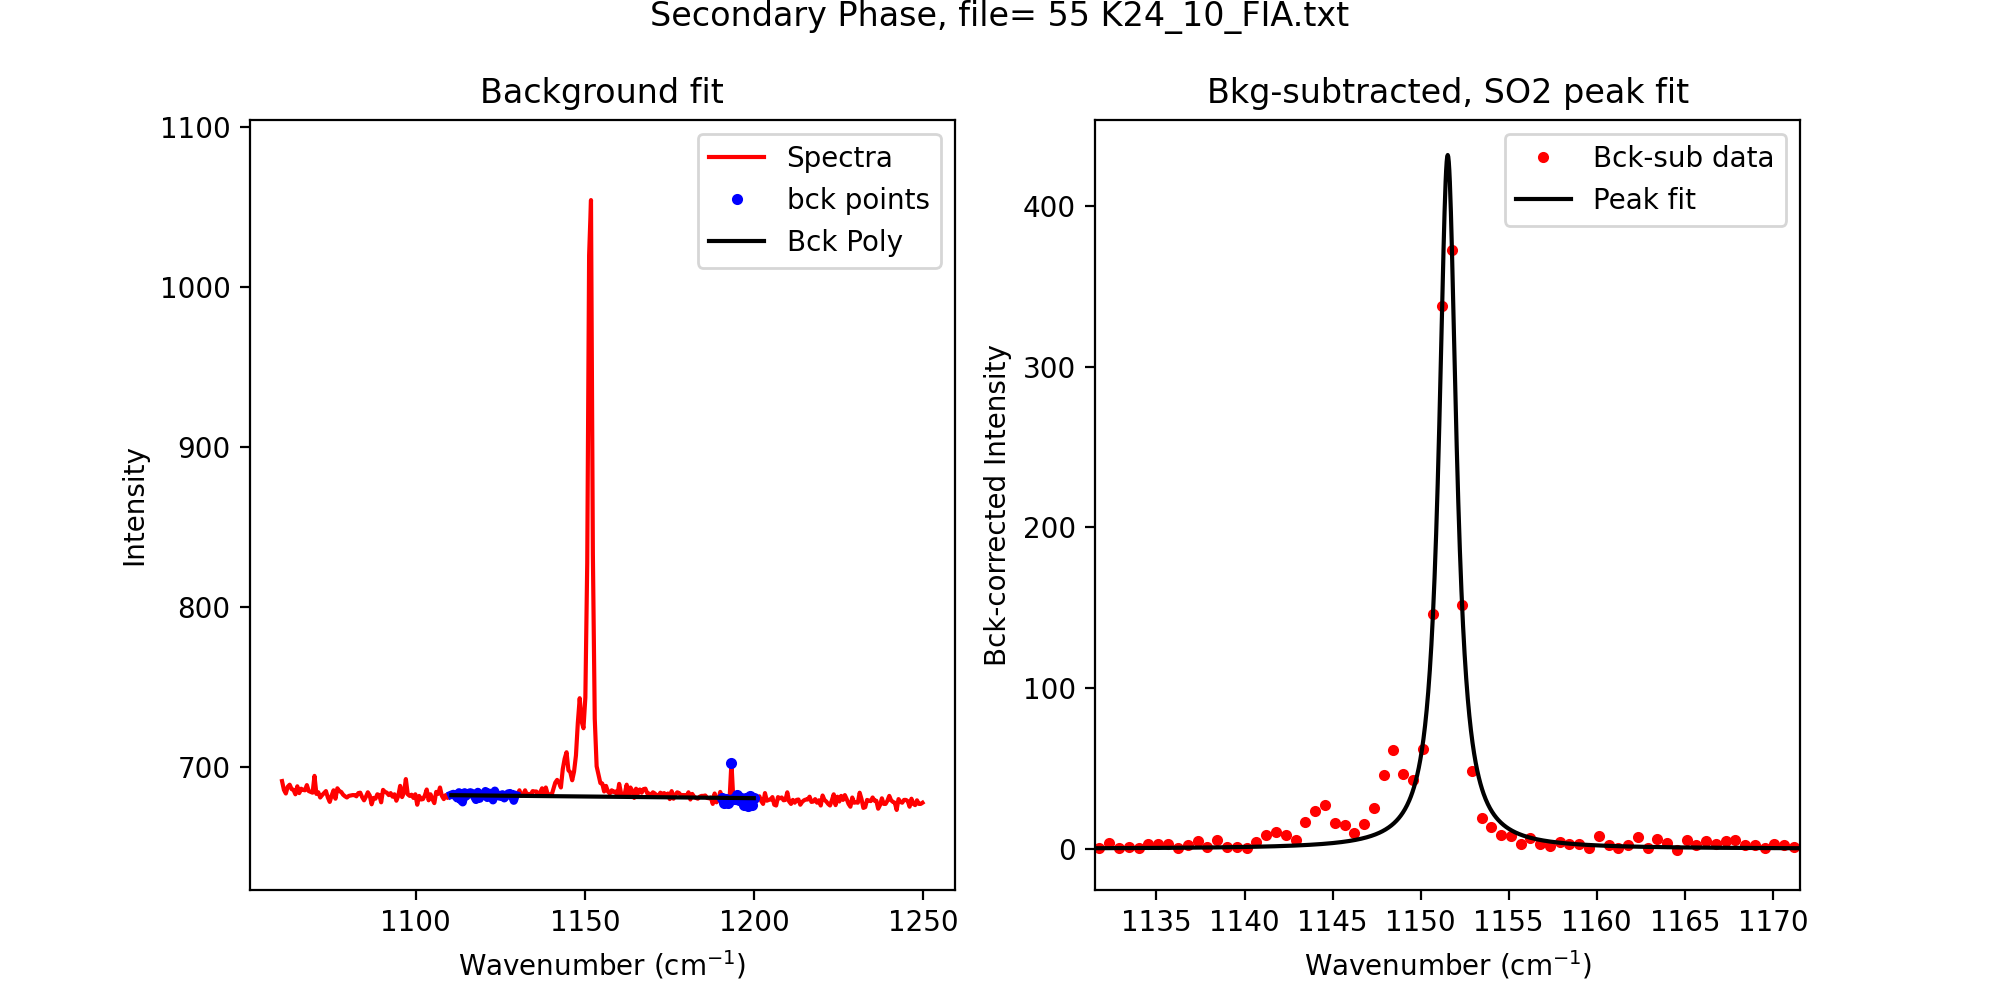 Secondary Phase, file= 55 K24_10_FIA.txt
Background fit
Intensity
1100
1000
900
800
700
Spectra
bck points
Bck Poly
1100 1150 1200 1250
Wavenumber (cm⁻¹)
Bkg-subtracted, SO2 peak fit
Bck-corrected Intensity
400
300
200
100
0
Bck-sub data
Peak fit
1135 1140 1145 1150 1155 1160 1165 1170
Wavenumber (cm⁻¹)